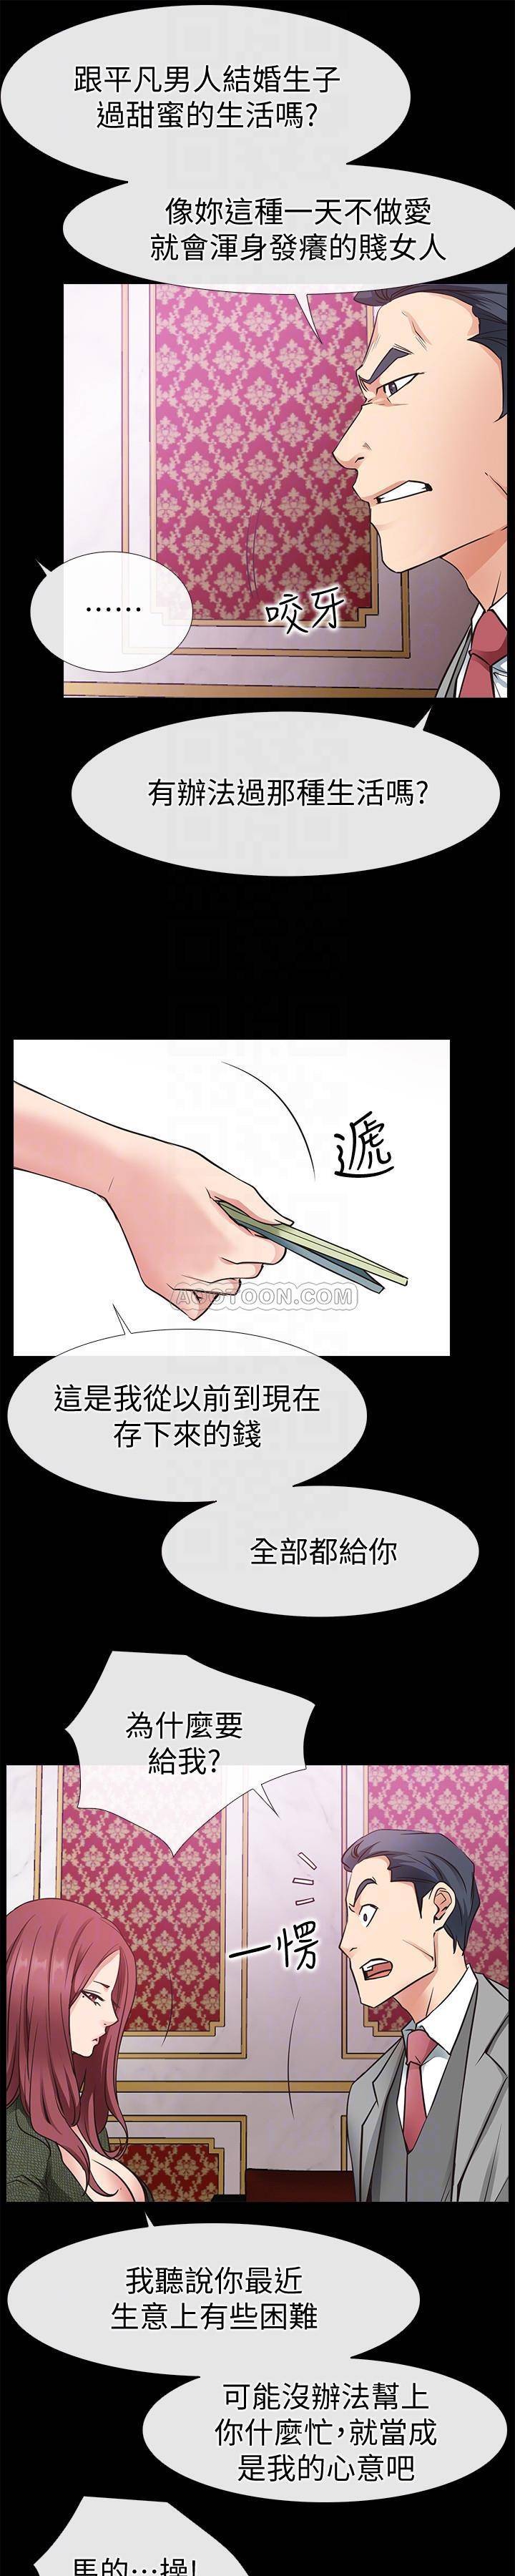 跟平凡男人結婚生子
過甜蜜的生活嗎?
像妳這種一天不做愛
就會渾身發癢的賤女人
……
咬牙
有辦法過那種生活嗎?
遞
這是我從以前到現在
存下來的錢
全部都給你
為什麼要
給我?
一愣
我聽說你最近
生意上有些困難
可能沒辦法幫上
你什麼忙，就當成
是我的心意吧
馬的…操!